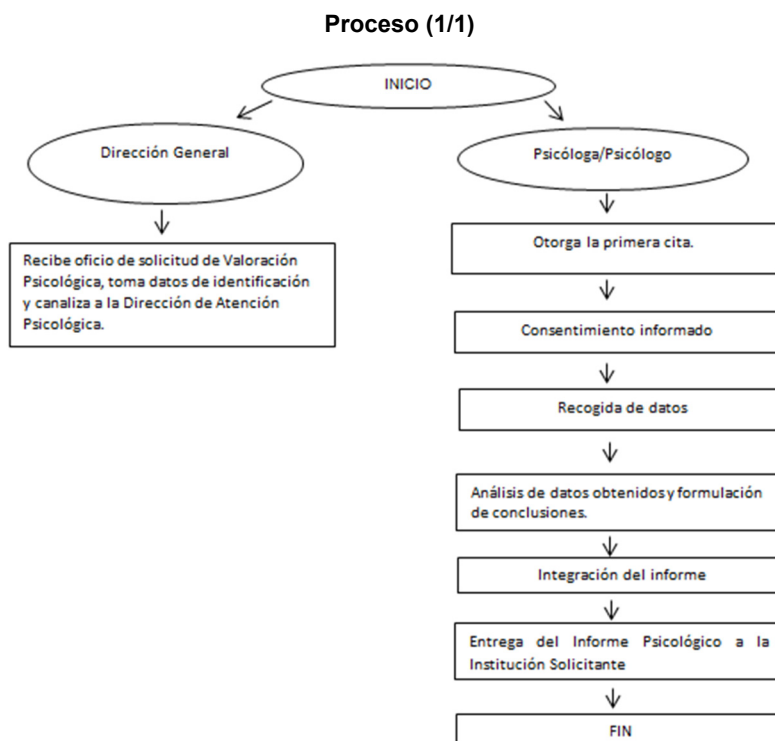 Proceso (1/1)
INICIO
Dirección General
Recibe oficio de solicitud de Valoración
Psicológica, toma datos de identificación
y canaliza a la Dirección de Atención
Psicológica.
Psicóloga/Psicólogo
Otorga la primera cita.
Consentimiento informado
Recogida de datos
Análisis de datos obtenidos y formulación
de conclusiones.
Integración del informe
Entrega del Informe Psicológico a la
Institución Solicitante
FIN